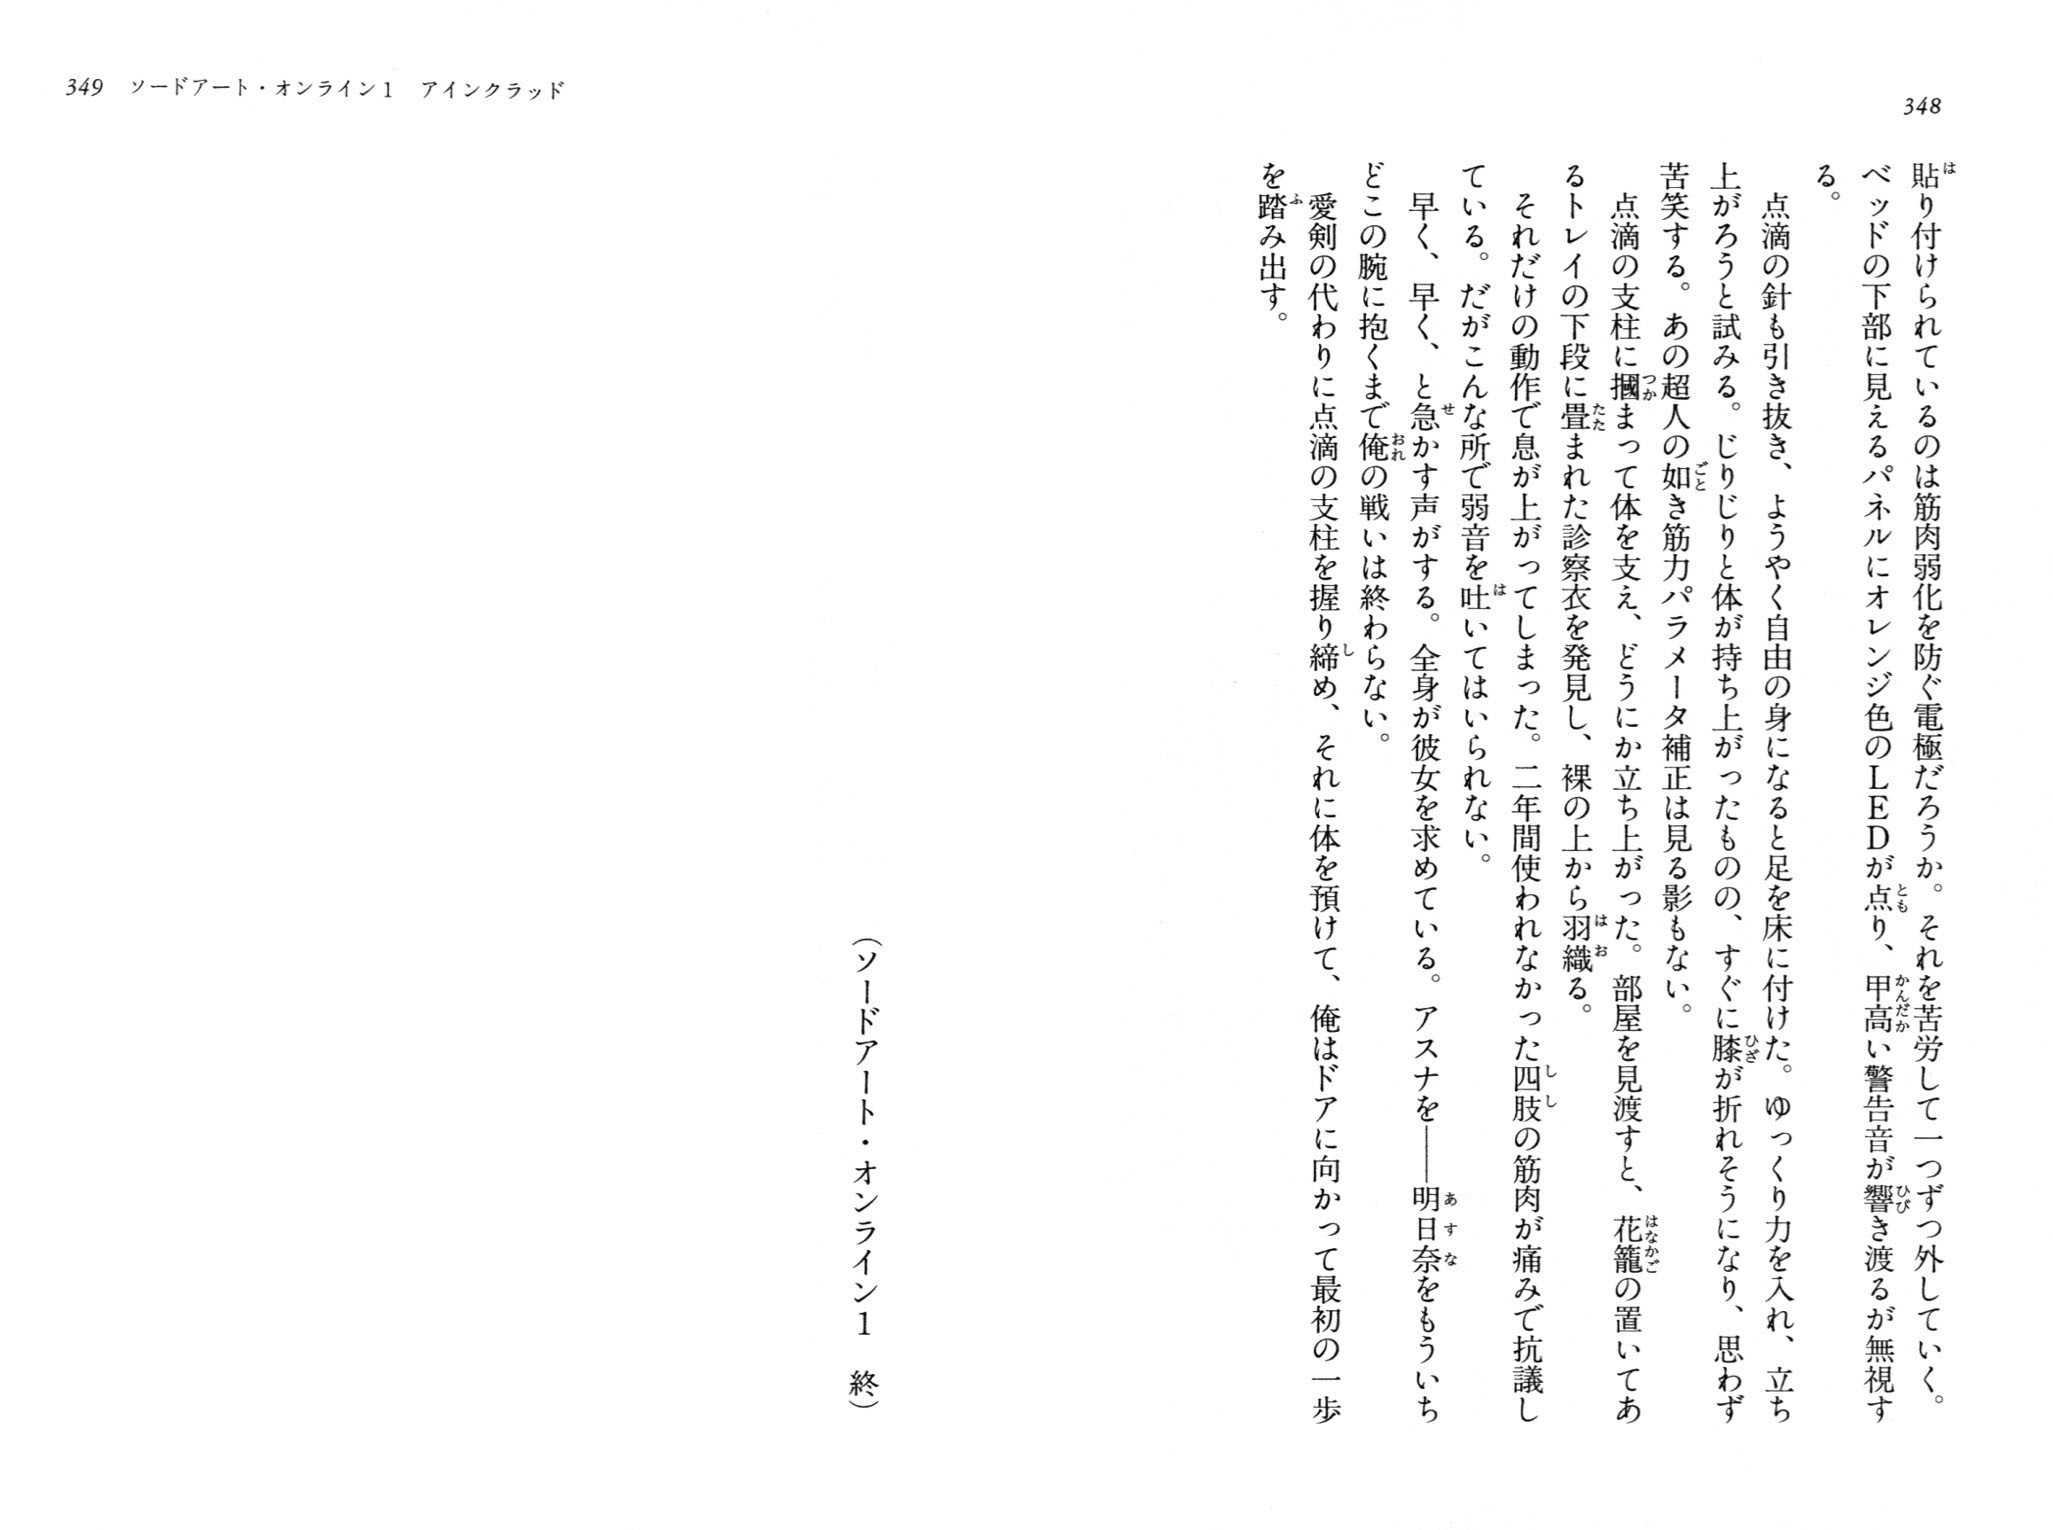 348
貼り付けられているのは筋肉弱化を防ぐ電極だろうか。それを苦労して一つずつ外していく。
ベッドの下部に見えるパネルにオレンジ色のLEDが点り、甲高い警告音が響き渡るが無視す
る。
点滴の針も引き抜き、ようやく自由の身になると足を床に付けた。ゆっくり力を入れ、立ち
上がろうと試みる。じりじりと体が持ち上がったものの、すぐに膝が折れそうになり、思わず
苦笑する。あの超人の如き筋力パラメータ補正は見る影もない。
点滴の支柱に摑まって体を支え、どうにか立ち上がった。部屋を見渡すと、花籠の置いてあ
るトレイの下段に畳まれた診察衣を発見し、裸の上から羽織る。
それだけの動作で息が上がってしまった。二年間使われなかった四肢の筋肉が痛みで抗議し
ている。だがこんな所で弱音を吐いてはいられない。
早く、早く、と急かす声がする。全身が彼女を求めている。アスナを――明日奈をもういち
どこの腕に抱くまで俺の戦いは終わらない。
愛剣の代わりに点滴の支柱を握り締め、それに体を預けて、俺はドアに向かって最初の一歩
を踏み出す。
349 ソードアート・オンライン1 アインクラッド
（ソードアート・オンライン1 終）